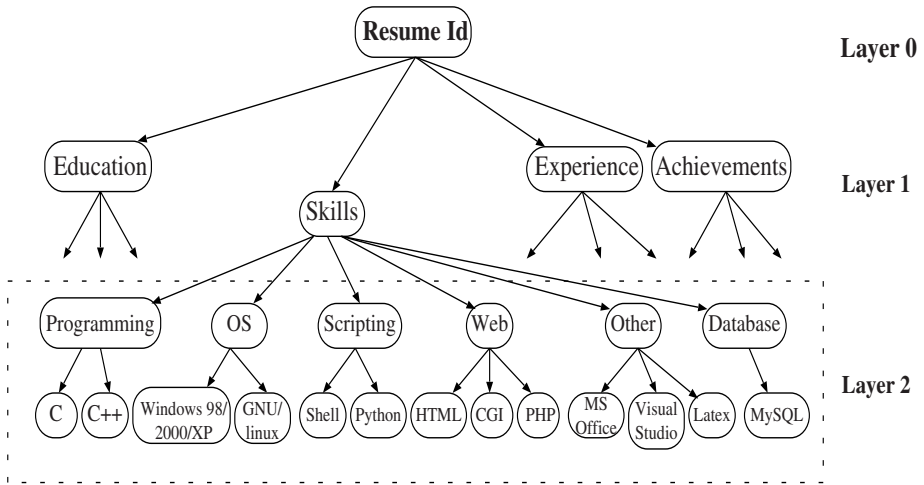 Resume Id
Layer 0
Education
Experience
Achievements
Layer 1
Skills
Programming
OS
Scripting
Web
Other
Database
Layer 2
C
C++
Windows 98/
2000/XP
GNU/
linux
Shell
Python
HTML
CGI
PHP
MS
Office
Visual
Studio
Latex
MySQL